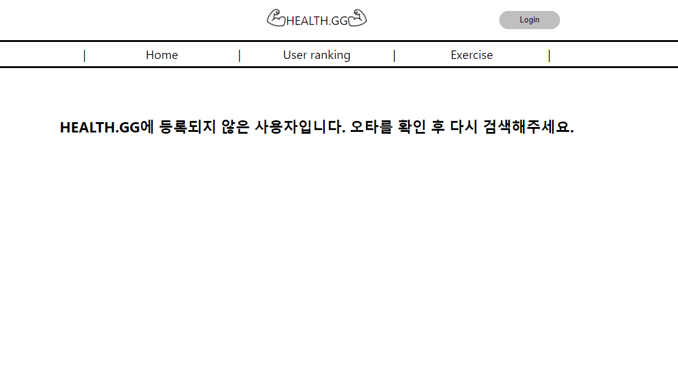 HEALTH.GG
Login
| Home | User ranking | Exercise |
HEALTH.GG에 등록되지 않은 사용자입니다. 오타를 확인 후 다시 검색해주세요.